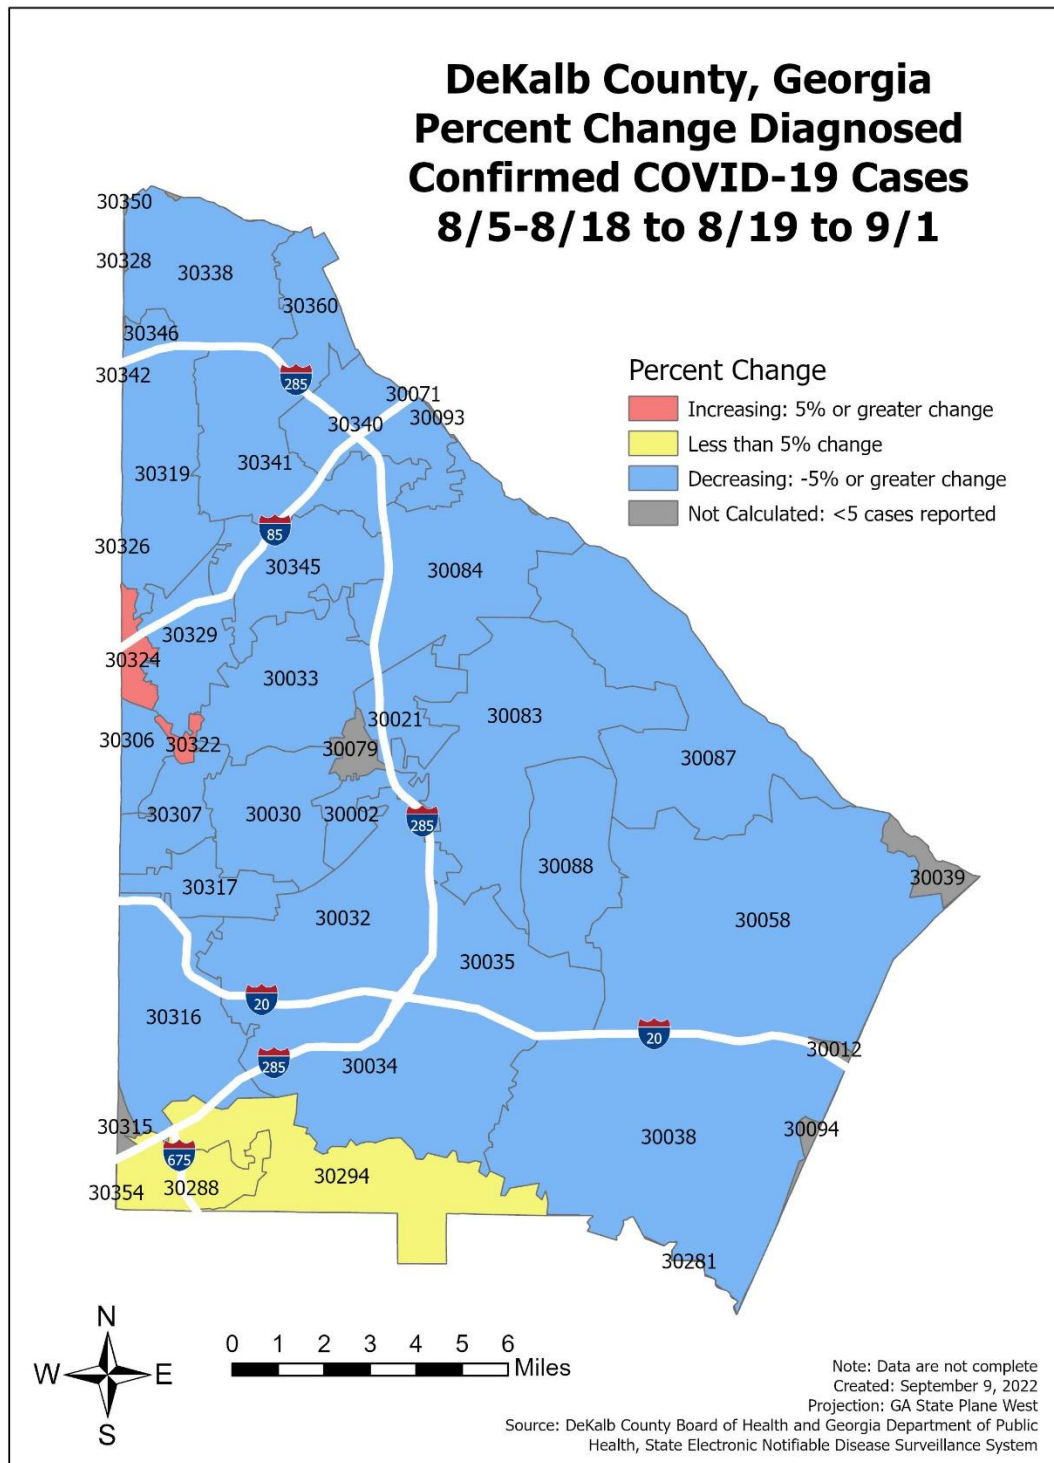 DeKalb County, Georgia
Percent Change Diagnosed
Confirmed COVID-19 Cases
8/5-8/18 to 8/19 to 9/1
30350
30328
30338
30360
30346
30342
285
30071
30093
30340
30319
30341
Percent Change
Increasing: 5% or greater change
Less than 5% change
Decreasing: -5% or greater change
Not Calculated: <5 cases reported
85
30326
30345
30084
30329
30324
30033
30021
30083
30306
30322
30079
30087
30307
30030
30002
285
30088
30039
30317
30032
30058
30035
20
30316
20
30012
285
30034
30315
30094
30038
675
30354
30288
30294
30281
N
W E
S
0 1 2 3 4 5 6
Miles
Note: Data are not complete
Created: September 9, 2022
Projection: GA State Plane West
Source: DeKalb County Board of Health and Georgia Department of Public
Health, State Electronic Notifiable Disease Surveillance System